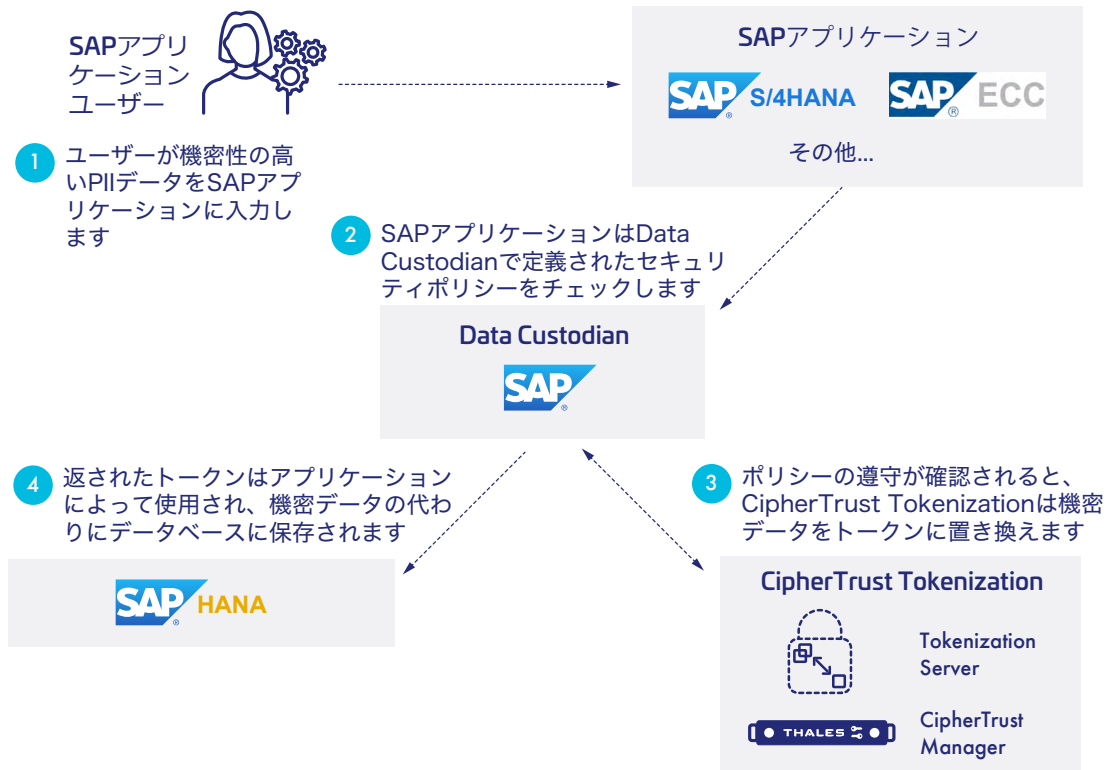 SAPアプリ
ケーション
ユーザー
SAPアプリケーション
SAP S/4HANA
SAP ECC
その他...
1
ユーザーが機密性の高
いPIIデータをSAPアプ
リケーションに入力し
ます
2
SAPアプリケーションはData
Custodianで定義されたセキュリ
ティポリシーをチェックします
Data Custodian
SAP
4
返されたトークンはアプリケーション
によって使用され、機密データの代わ
りにデータベースに保存されます
SAP HANA
3
ポリシーの遵守が確認されると、
CipherTrust Tokenizationは機密
データをトークンに置き換えます
CipherTrust Tokenization
Tokenization
Server
THALES
CipherTrust
Manager